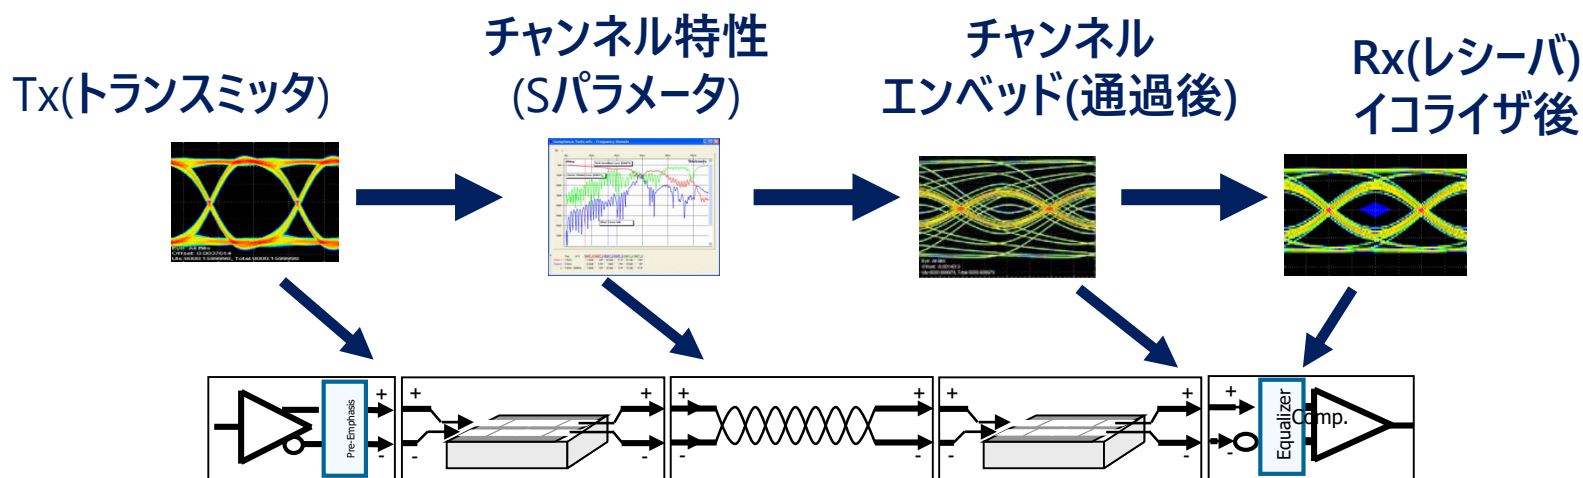 チャンネル特性
(Sパラメータ)
チャンネル
エンベッド(通過後)
Rx(レシーバ)
イコライザ後
Tx(トランスミッタ)
Pre-Emphasis
+
-
+
-
+
-
+
-
+
-
+
-
+
-
+
-
+
-
Equalizer
Comp.